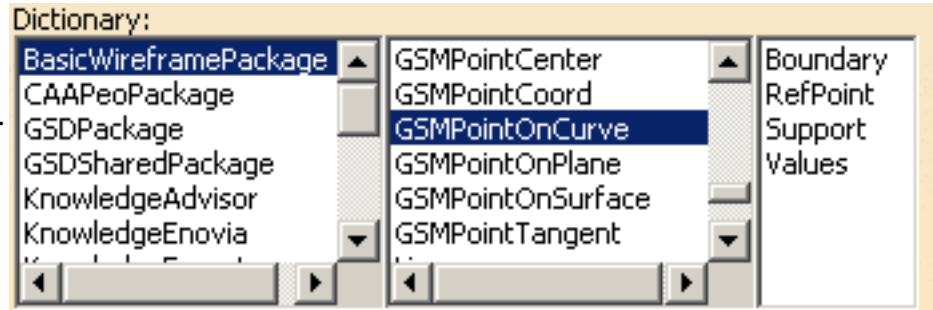 Dictionary:
BasicWireframePackage
CAAPeoPackage
GSDPackage
GSDSharedPackage
KnowledgeAdvisor
KnowledgeEnovia
GSMPointCenter
GSMPointCoord
GSMPointOnCurve
GSMPointOnPlane
GSMPointOnSurface
GSMPointTangent
Boundary
RefPoint
Support
Values